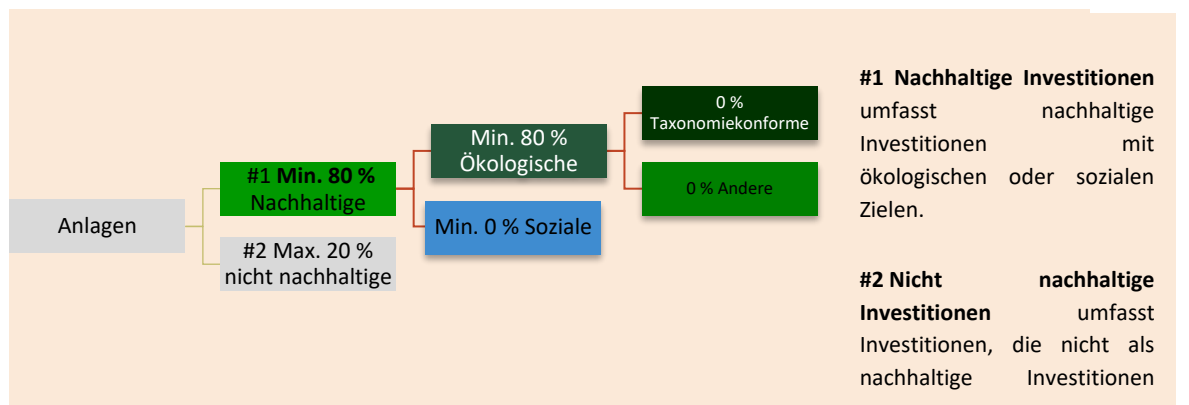 Anlagen
#1 Min. 80 %
Nachhaltige
#2 Max. 20 %
nicht nachhaltige
Min. 80 %
Ökologische
Min. 0 % Soziale
0 %
Taxonomiekonforme
0 % Andere
#1 Nachhaltige Investitionen
umfasst nachhaltige
Investitionen mit
ökologischen oder sozialen
Zielen.
#2 Nicht nachhaltige
Investitionen umfasst
Investitionen, die nicht als
nachhaltige Investitionen